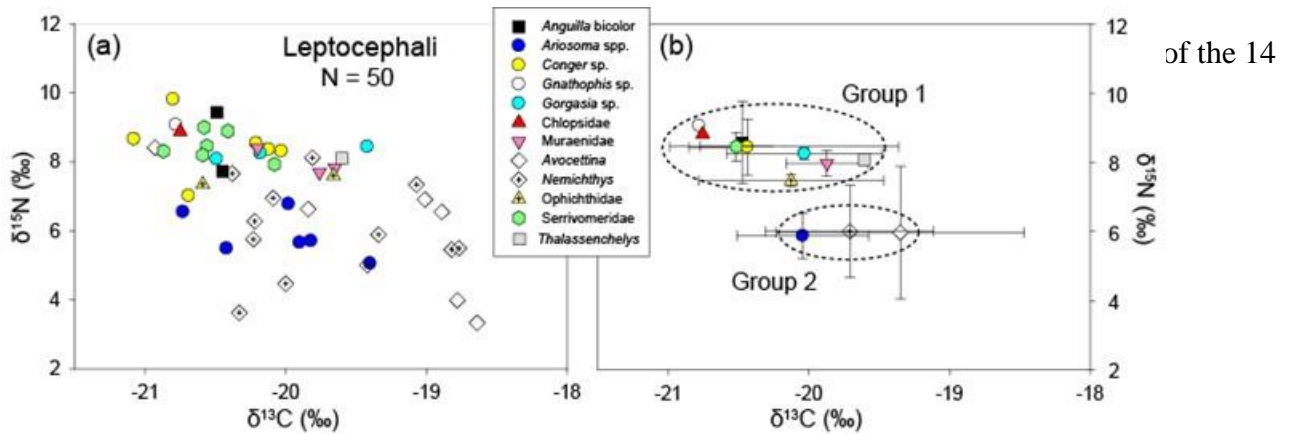 (a)
Leptocephali
N = 50
12
10
8
6
4
2
δ¹⁵N (‰)
-21
-20
-19
-18
δ¹³C (‰)
Anguilla bicolor
Ariosoma spp.
Conger sp.
Gnathophis sp.
Gorgasia sp.
Chlopsidae
Muraenidae
Avocettina
Nemichthys
Ophichthidae
Serrivomeridae
Thalassenchelys
(b)
Group 1
Group 2
-21
-20
-19
-18
δ¹³C (‰)
12
10
8
6
4
2
δ¹⁵N (‰)
of the 14